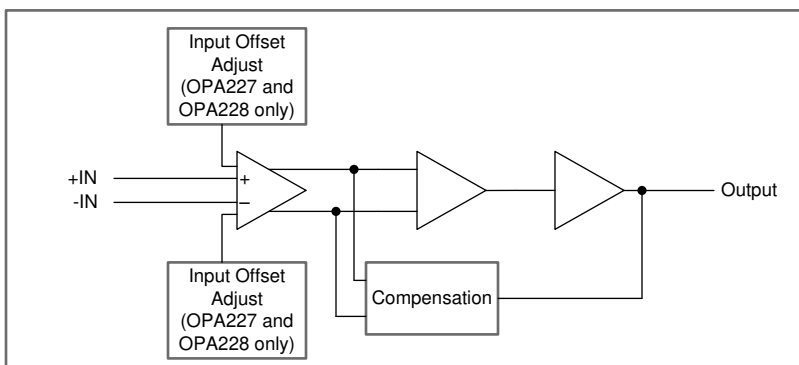 Input Offset
Adjust
(OPA227 and
OPA228 only)
+IN
-IN
+
−
Output
Input Offset
Adjust
(OPA227 and
OPA228 only)
Compensation